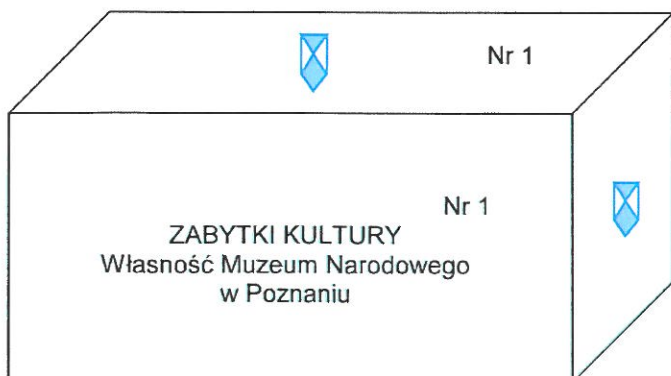 Nr 1
Nr 1
ZABYTKI KULTURY
Własność Muzeum Narodowego
w Poznaniu